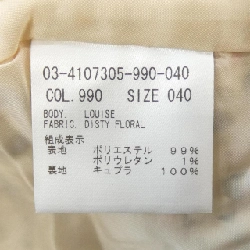 03-4107305-990-040
COL. 990 SIZE 040
BODY. LOUISE
FABRIC. DISTY FLORAL
組成表示
表地 ポリエステル 99%
ポリウレタン 1%
裏地 キュプラ 100%